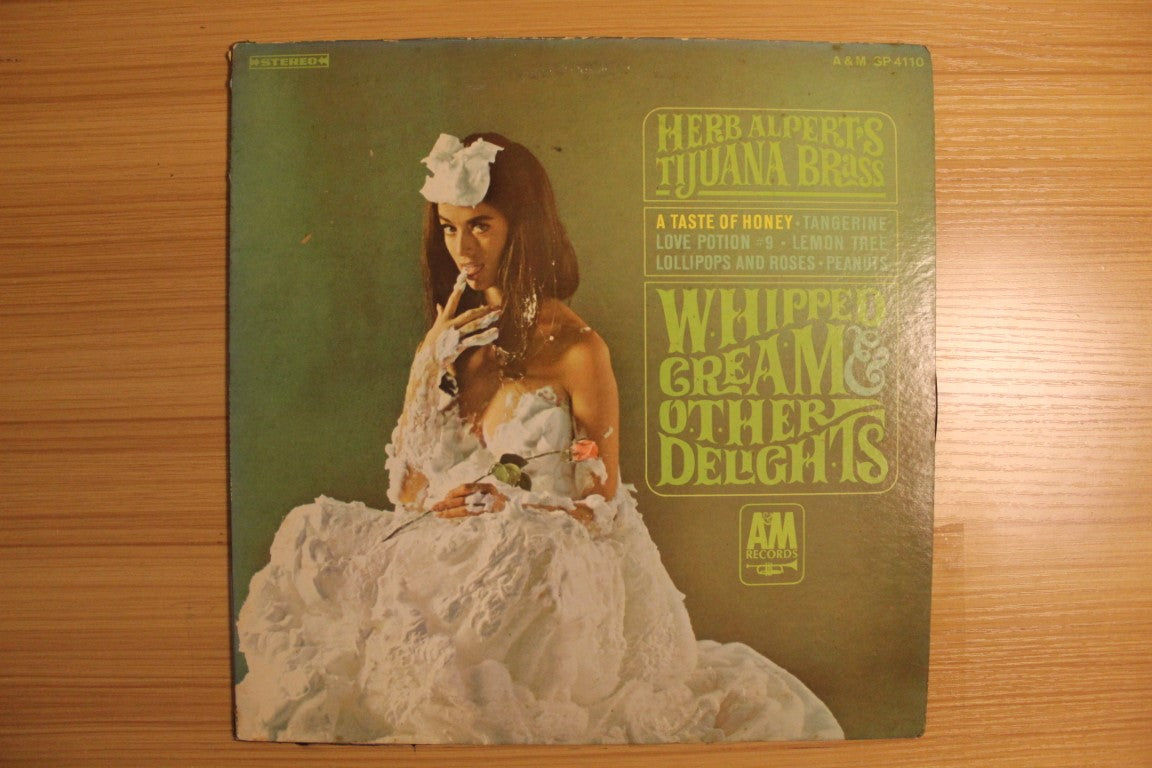 STEREO
A & M SP 4110
HERB ALPERT'S
TIJUANA BRASS
A TASTE OF HONEY • TANGERINE
LOVE POTION #9 • LEMON TREE
LOLLIPOPS AND ROSES • PEANUTS
WHIPPED
CREAM &
OTHER
DELIGHTS
A&M
RECORDS